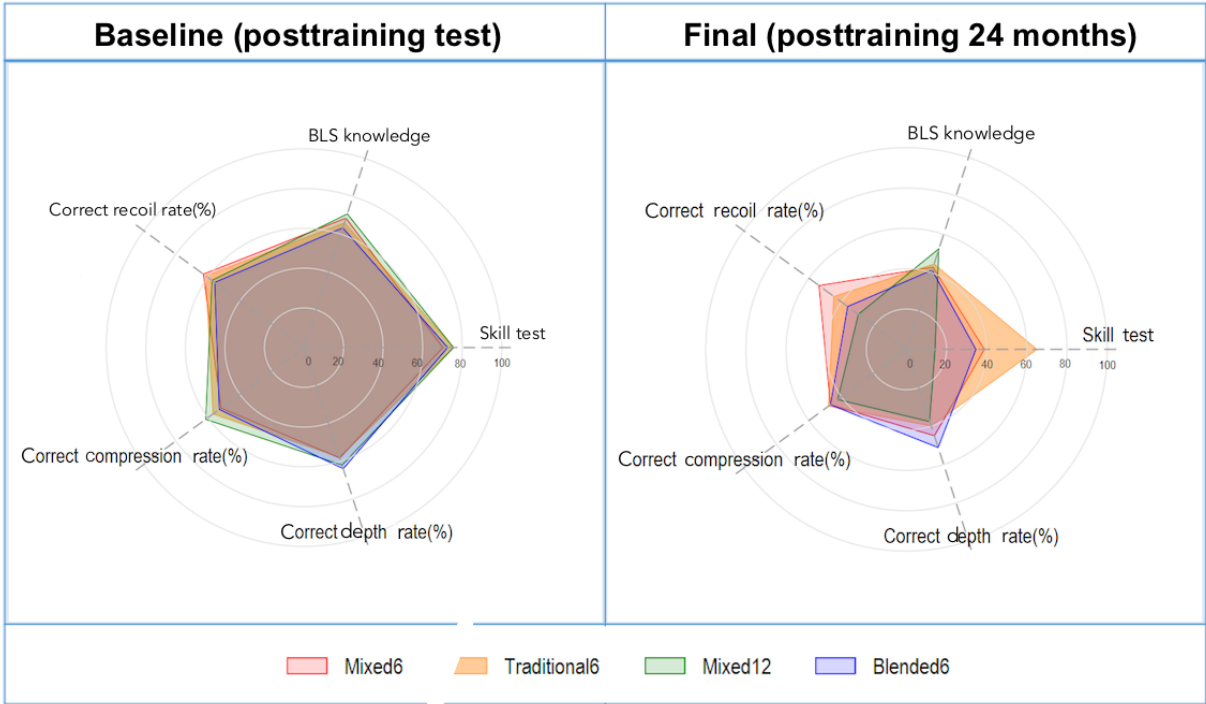 Baseline (posttraining test)
Final (posttraining 24 months)
BLS knowledge
Correct recoil rate(%)
Skill test
0 20 40 60 80 100
Correct compression rate(%)
Correct depth rate(%)
BLS knowledge
Correct recoil rate(%)
Skill test
0 20 40 60 80 100
Correct compression rate(%)
Correct depth rate(%)
Mixed6
Traditional6
Mixed12
Blended6